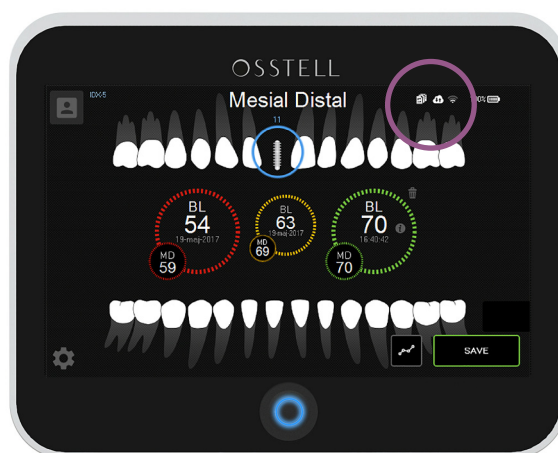 OSSTELL
IDX-5
Mesial Distal
11
BL
54
19-maj-2017
MD
59
BL
63
19-maj-2017
MD
69
BL
70
16:40:42
MD
70
SAVE